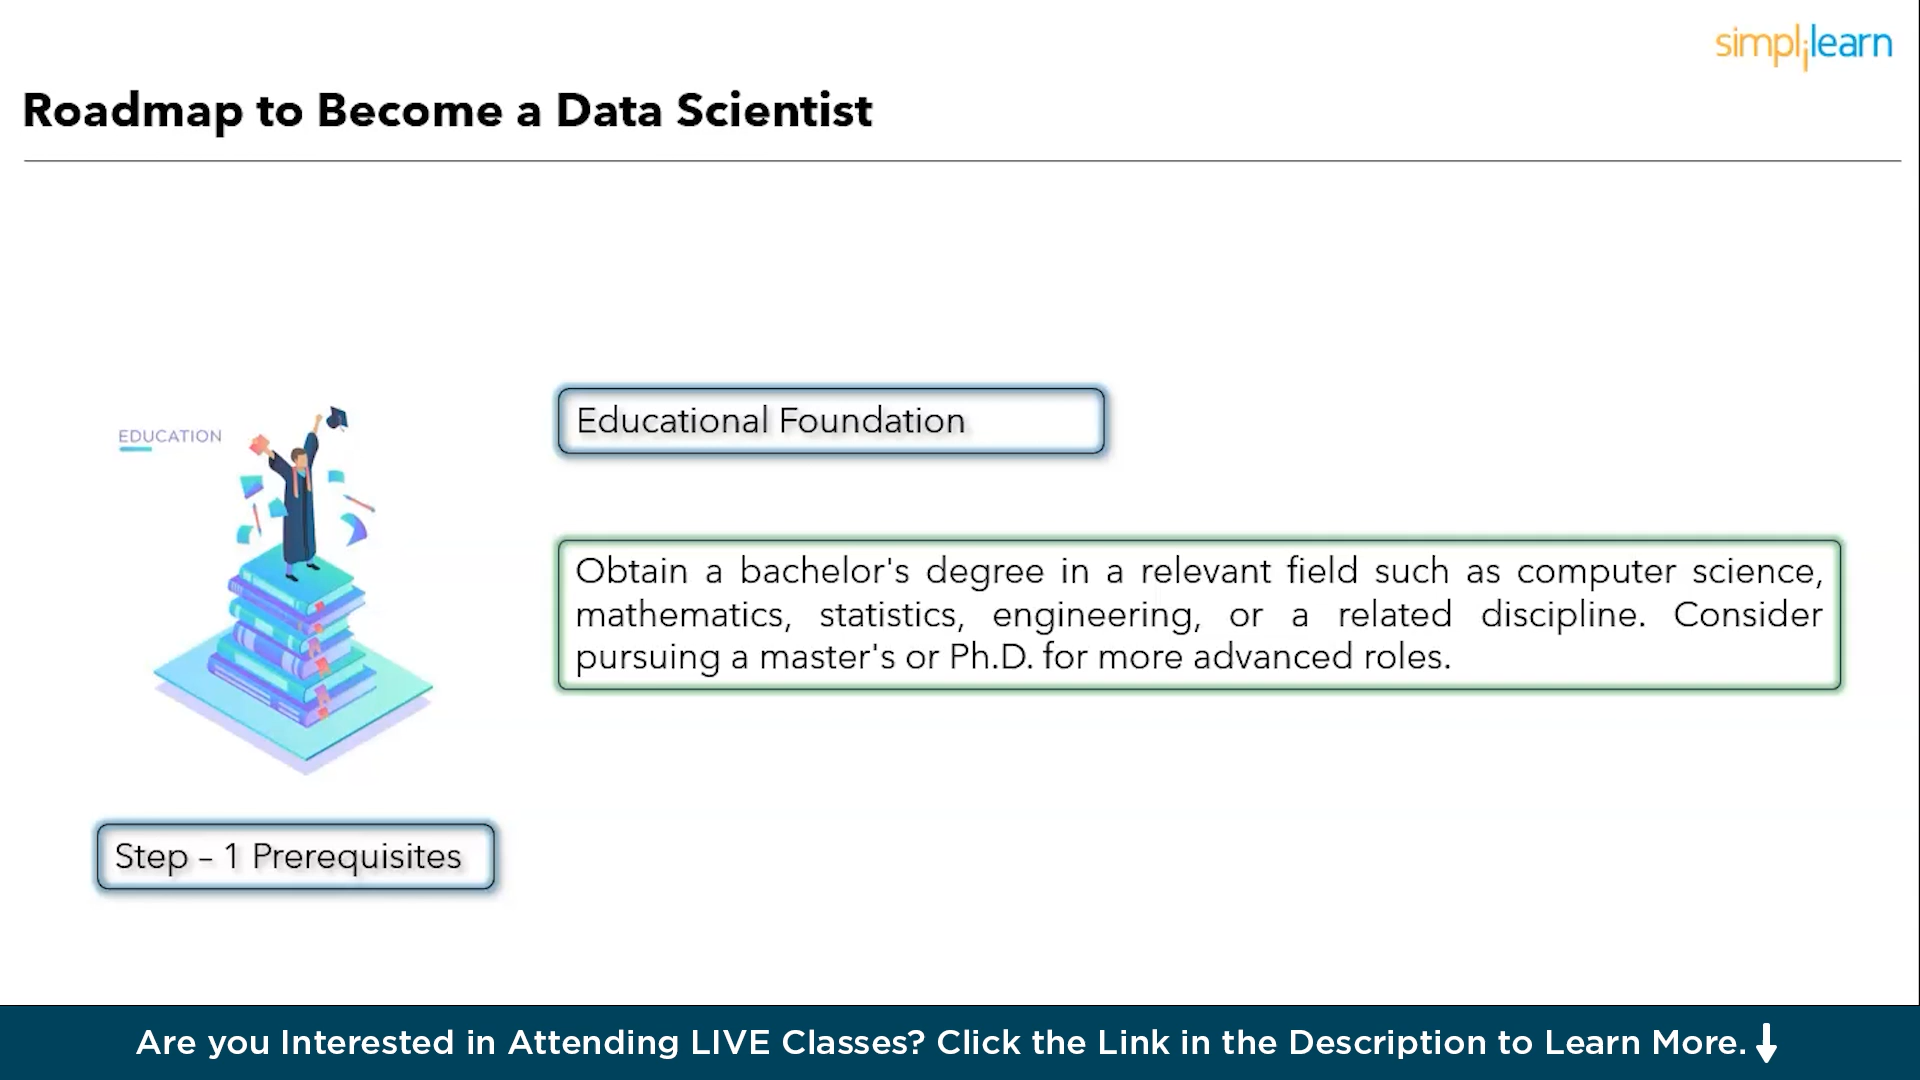 simplilearn
Roadmap to Become a Data Scientist
EDUCATION
Educational Foundation
Obtain a bachelor's degree in a relevant field such as computer science,
mathematics, statistics, engineering, or a related discipline. Consider
pursuing a master's or Ph.D. for more advanced roles.
Step – 1 Prerequisites
Are you Interested in Attending LIVE Classes? Click the Link in the Description to Learn More.